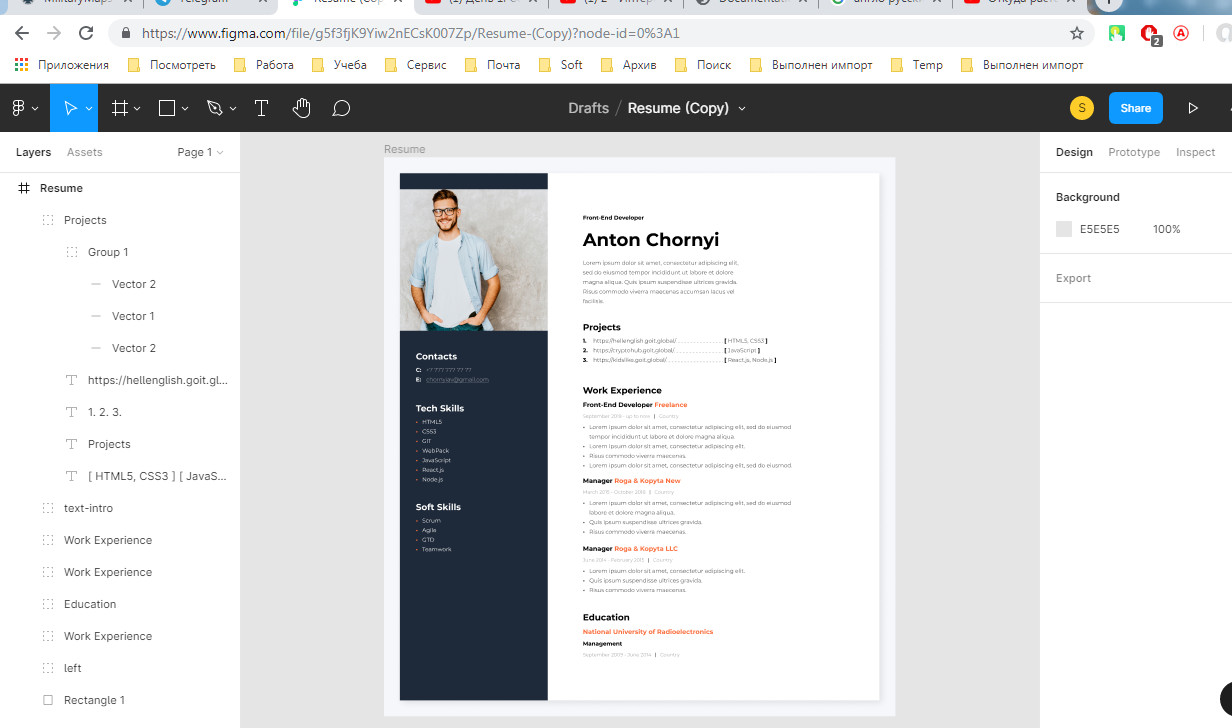 MilitaryMaps
Telegram
Resume (Cop
Documentat
https://www.figma.com/file/g5f3fjK9Yiw2nECsK007Zp/Resume-(Copy)?node-id=0%3A1
2
Приложения Посмотреть Работа Учеба Сервис Почта Soft Архив Поиск Выполнен импорт Temp Выполнен импорт
Drafts / Resume (Copy)
S
Share
Layers Assets Page 1
Design Prototype Inspect
Resume
Projects
Group 1
Vector 2
Vector 1
Vector 2
https://hellenglish.goit.gl...
1. 2. 3.
Projects
[ HTML5, CSS3 ] [ JavaS...
text-intro
Work Experience
Work Experience
Education
Work Experience
left
Rectangle 1
Background
E5E5E5 100%
Export
Resume
Contacts
C: +7 777 777 77 77
E: chornyiav@gmail.com
Tech Skills
• HTML5
• CSS3
• GIT
• WebPack
• JavaScript
• React.js
• Node.js
Soft Skills
• Scrum
• Agile
• GTD
• Teamwork
Front-End Developer
Anton Chornyi
Lorem ipsum dolor sit amet, consectetur adipiscing elit,
sed do eiusmod tempor incididunt ut labore et dolore
magna aliqua. Quis ipsum suspendisse ultrices gravida.
Risus commodo viverra maecenas accumsan lacus vel
facilisis.
Projects
1. https://hellenglish.goit.global/ . . . . . . . . . . . . . [ HTML5, CSS3 ]
2. https://cryptohub.goit.global/ . . . . . . . . . . . . . [ JavaScript ]
3. https://kidslike.goit.global/ . . . . . . . . . . . . . . . [ React.js, Node.js ]
Work Experience
Front-End Developer Freelance
September 2019 - up to now | Country
• Lorem ipsum dolor sit amet, consectetur adipiscing elit, sed do eiusmod
tempor incididunt ut labore et dolore magna aliqua.
• Lorem ipsum dolor sit amet, consectetur adipiscing elit.
• Risus commodo viverra maecenas.
• Lorem ipsum dolor sit amet, consectetur adipiscing elit, sed do eiusmod.
Manager Roga & Kopyta New
March 2015 - October 2019 | Country
• Lorem ipsum dolor sit amet, consectetur adipiscing elit, sed do eiusmod
labore et dolore magna aliqua.
• Quis ipsum suspendisse ultrices gravida.
• Risus commodo viverra maecenas.
Manager Roga & Kopyta LLC
June 2014 - February 2015 | Country
• Lorem ipsum dolor sit amet, consectetur adipiscing elit.
• Quis ipsum suspendisse ultrices gravida.
• Risus commodo viverra maecenas.
Education
National University of Radioelectronics
Management
September 2009 - June 2014 | Country